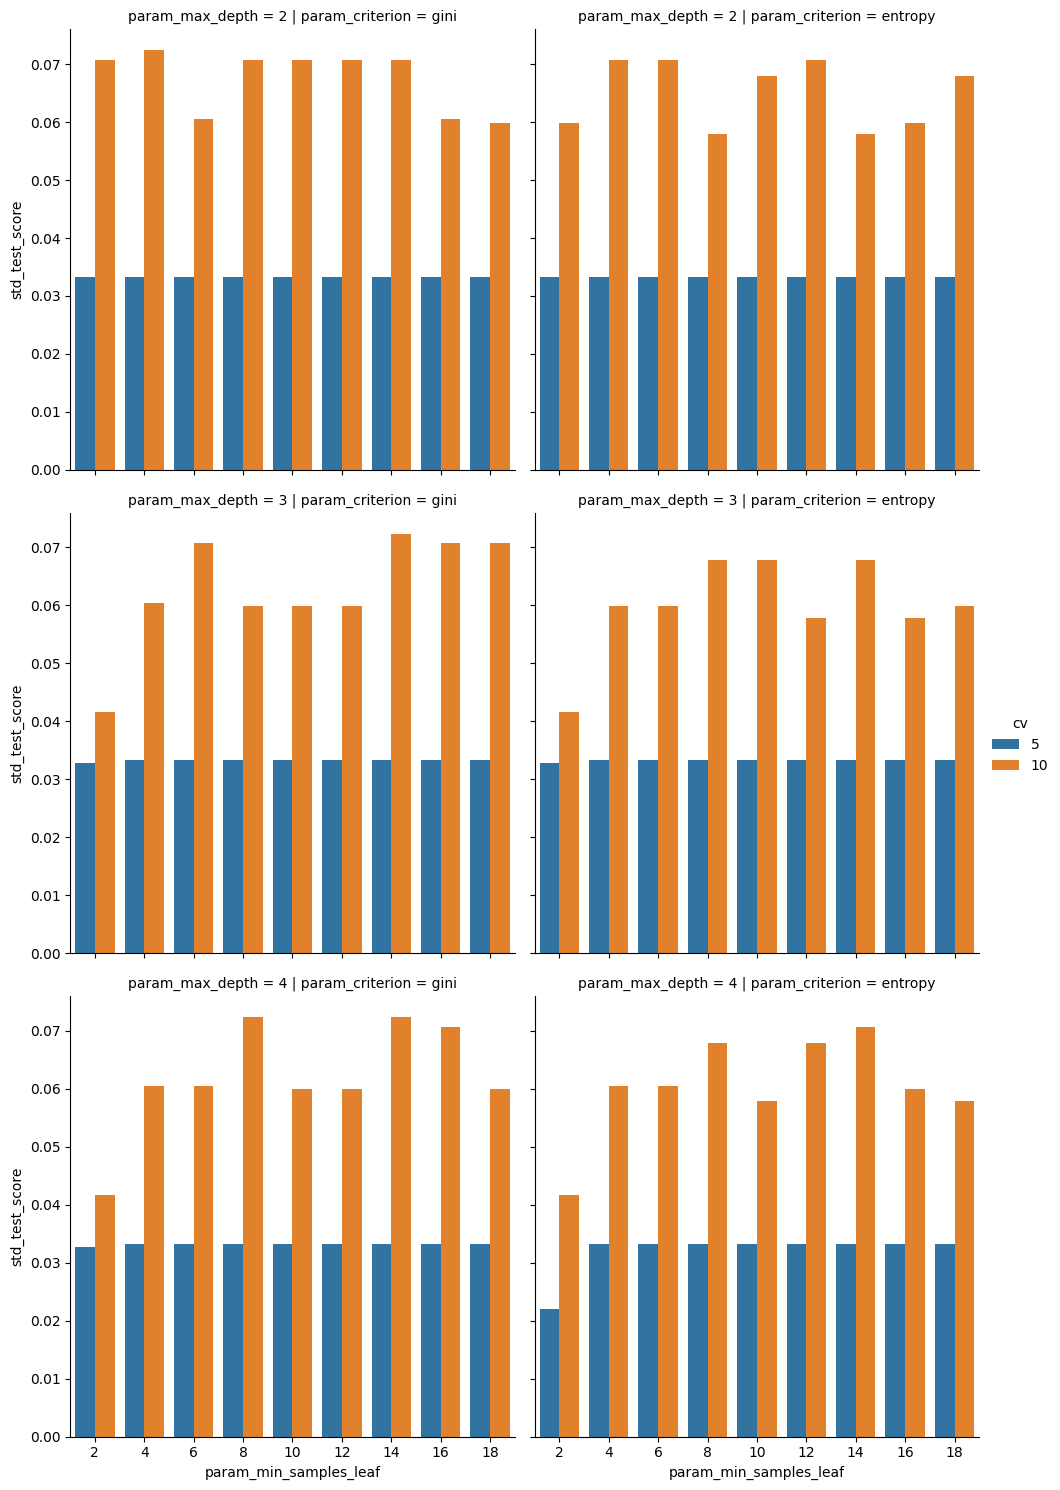 param_max_depth = 2 | param_criterion = gini
param_max_depth = 2 | param_criterion = entropy
0.07
0.06
0.05
0.04
0.03
0.02
0.01
0.00
std_test_score
param_max_depth = 3 | param_criterion = gini
param_max_depth = 3 | param_criterion = entropy
0.07
0.06
0.05
0.04
0.03
0.02
0.01
0.00
std_test_score
cv
5
10
param_max_depth = 4 | param_criterion = gini
param_max_depth = 4 | param_criterion = entropy
0.07
0.06
0.05
0.04
0.03
0.02
0.01
0.00
std_test_score
2 4 6 8 10 12 14 16 18
2 4 6 8 10 12 14 16 18
param_min_samples_leaf
param_min_samples_leaf